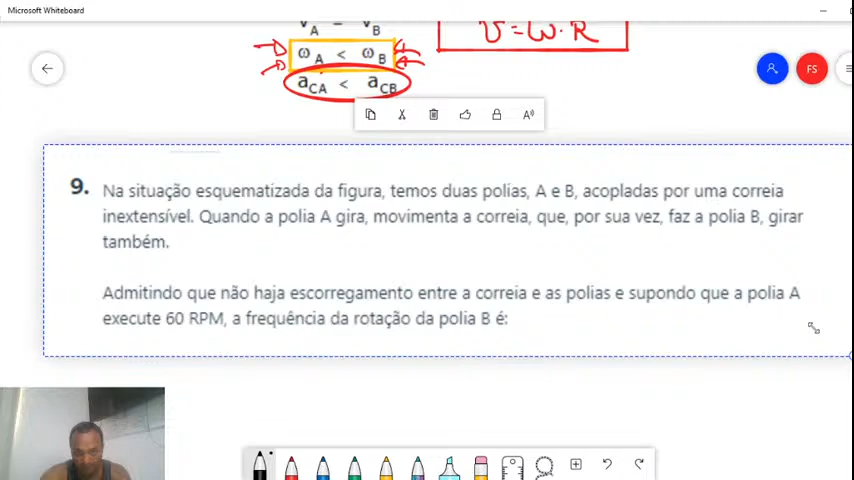 Microsoft Whiteboard
VA = VB
V = ω · R
ωA < ωB
aCA < aCB
FS
9. Na situação esquematizada da figura, temos duas polias, A e B, acopladas por uma correia
inextensível. Quando a polia A gira, movimenta a correia, que, por sua vez, faz a polia B, girar
também.
Admitindo que não haja escorregamento entre a correia e as polias e supondo que a polia A
execute 60 RPM, a frequência da rotação da polia B é: